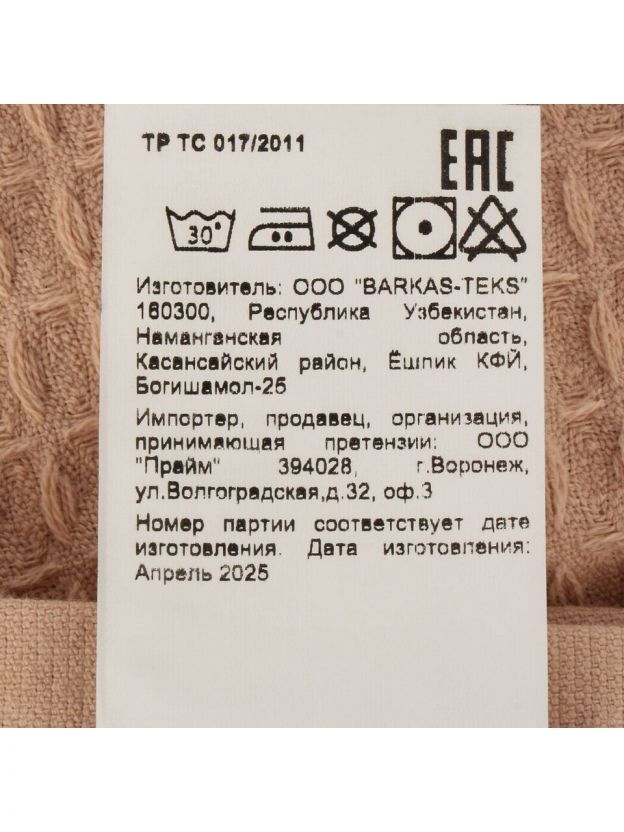 ТР ТС 017/2011
EAC
30°
Изготовитель: ООО "BARKAS-TEKS"
160300, Республика Узбекистан,
Наманганская область,
Касансайский район, Ёшлик КФЙ,
Богишамол-25
Импортер, продавец, организация,
принимающая претензии: ООО
"Прайм" 394028, г.Воронеж,
ул.Волгоградская,д.32, оф.3
Номер партии соответствует дате
изготовления. Дата изготовления:
Апрель 2025